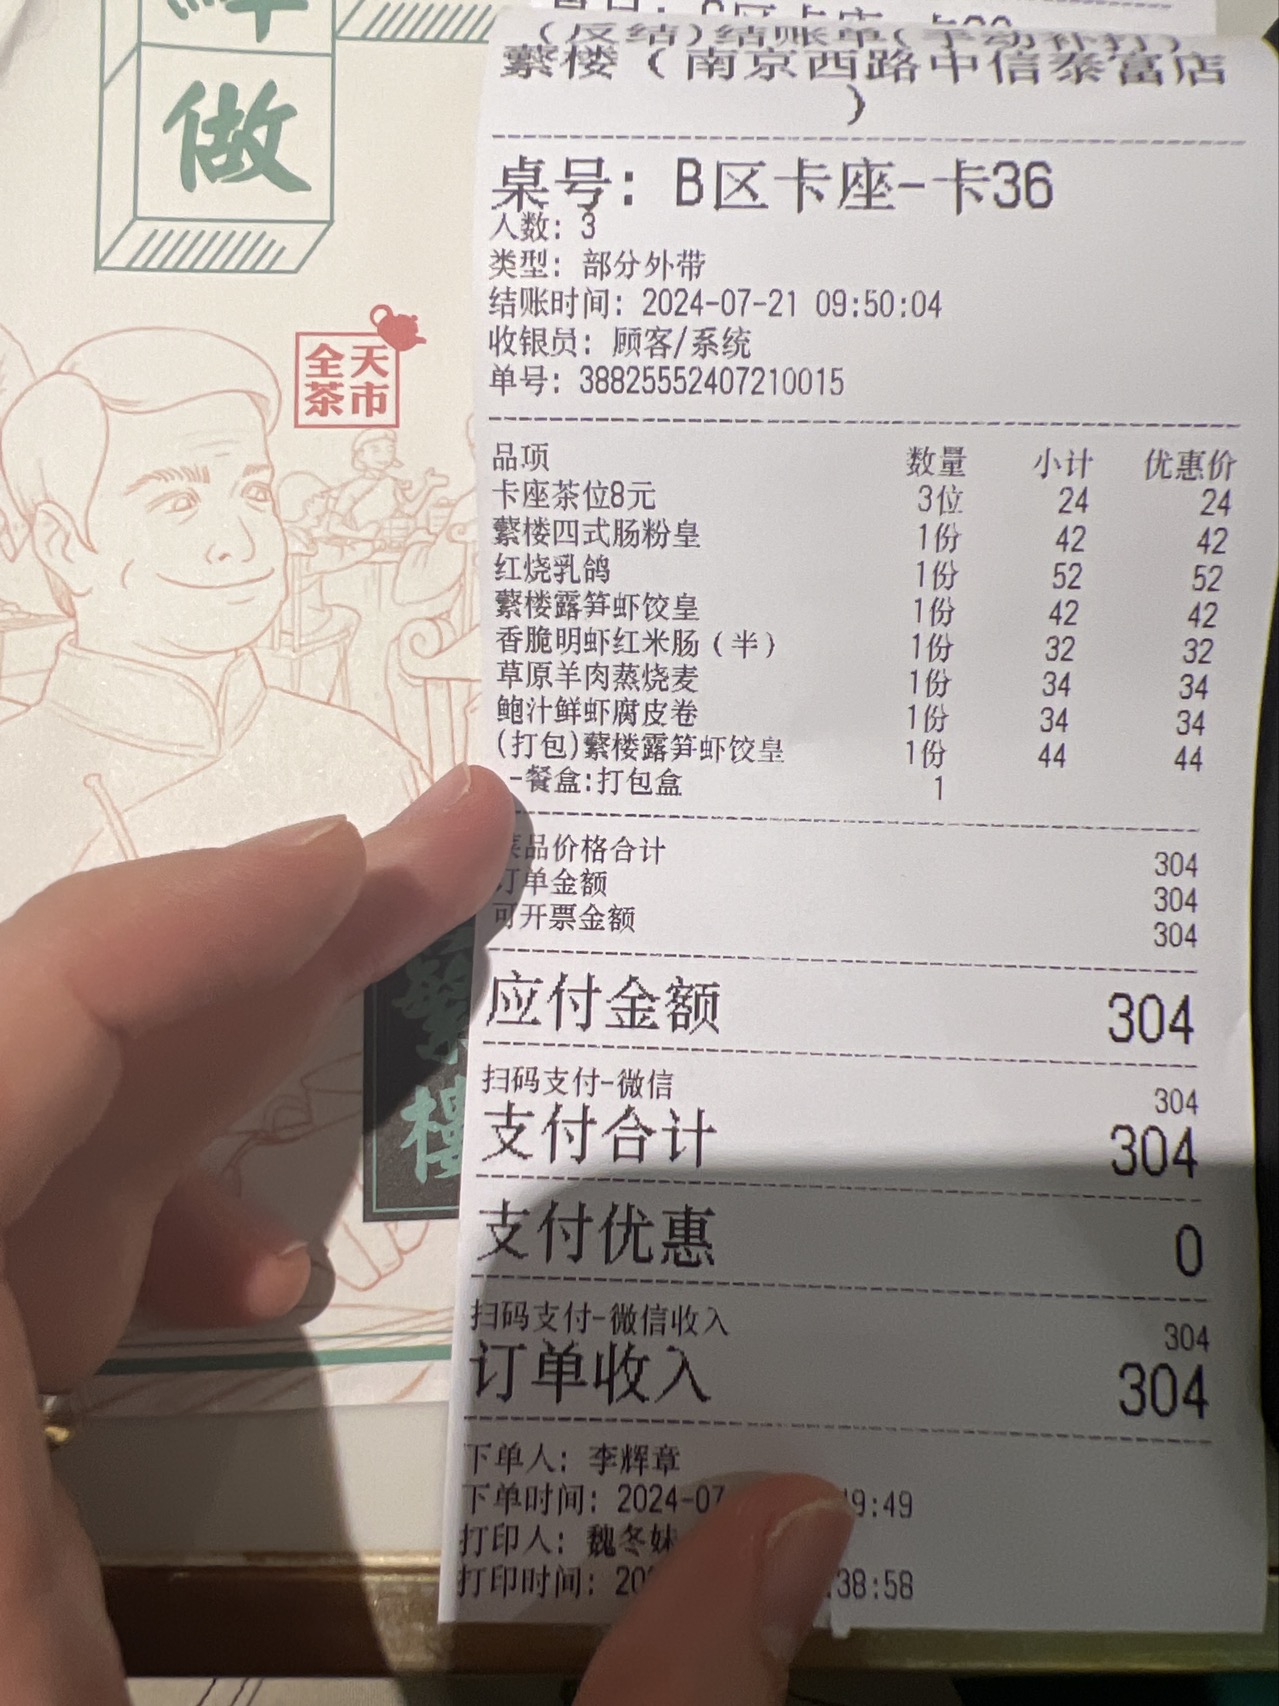 做
全天
茶市
(反结)结账单(手动补打)
蘩楼(南京西路中信泰富店
)
桌号: B区卡座-卡36
人数: 3
类型: 部分外带
结账时间: 2024-07-21 09:50:04
收银员: 顾客/系统
单号: 38825552407210015
品项 数量 小计 优惠价
卡座茶位8元 3位 24 24
蘩楼四式肠粉皇 1份 42 42
红烧乳鸽 1份 52 52
蘩楼露笋虾饺皇 1份 42 42
香脆明虾红米肠(半) 1份 32 32
草原羊肉蒸烧麦 1份 34 34
鲍汁鲜虾腐皮卷 1份 34 34
(打包)蘩楼露笋虾饺皇 1份 44 44
-餐盒:打包盒 1
菜品价格合计 304
订单金额 304
可开票金额 304
应付金额 304
扫码支付-微信 304
支付合计 304
支付优惠 0
扫码支付-微信收入 304
订单收入 304
下单人: 李辉章
下单时间: 2024-07 9:49
打印人: 魏冬妹
打印时间: 20 :38:58